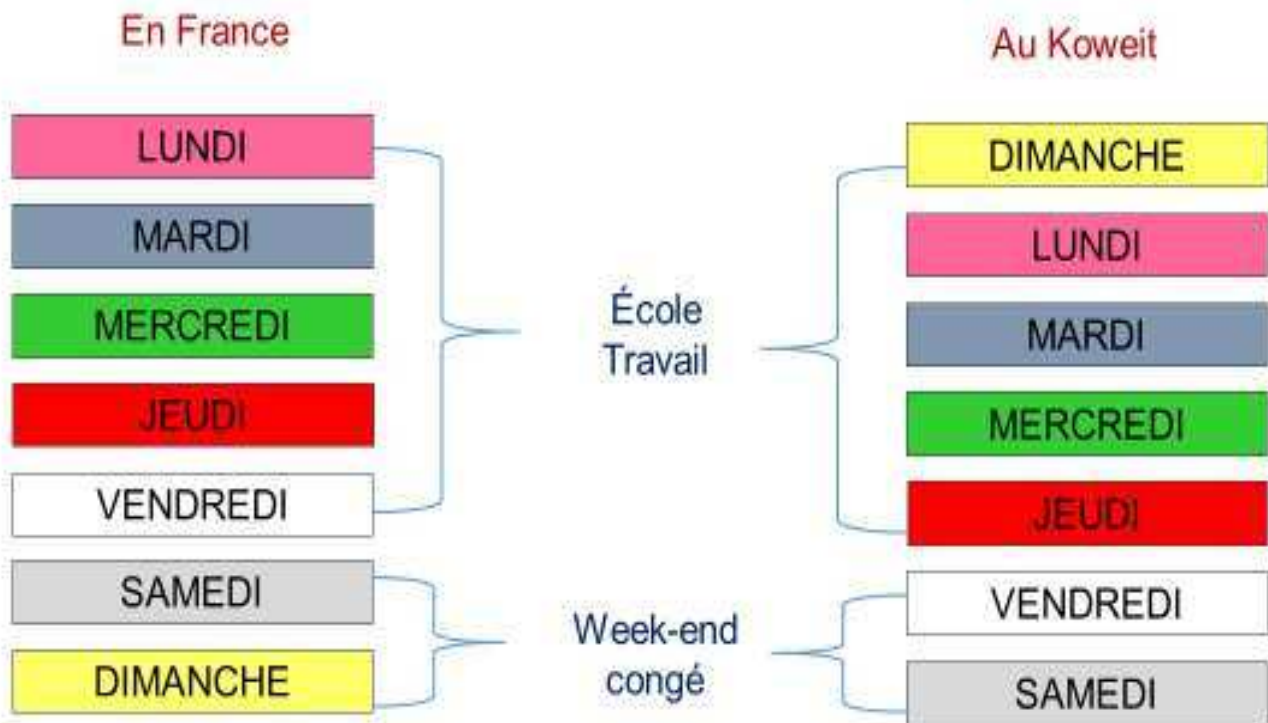 En France
LUNDI
MARDI
MERCREDI
JEUDI
VENDREDI
SAMEDI
DIMANCHE
École
Travail
Week-end
congé
Au Koweit
DIMANCHE
LUNDI
MARDI
MERCREDI
JEUDI
VENDREDI
SAMEDI